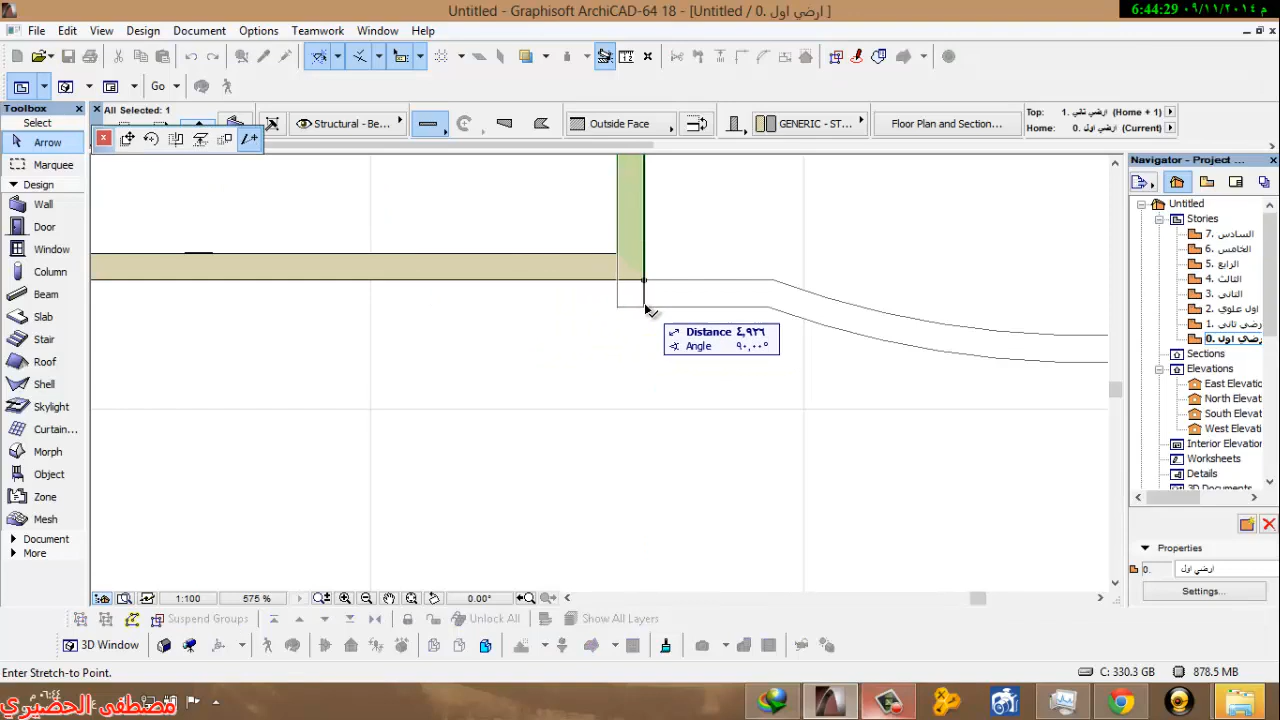 Untitled - Graphisoft ArchiCAD-64 18 - [Untitled / 0. ارضي اول ]
6:44:29 م ٠٩/١١/٢٠١٤
File Edit View Design Document Options Teamwork Window Help
Go
Toolbox
Select
Arrow
Marquee
Design
Wall
Door
Window
Column
Beam
Slab
Stair
Roof
Shell
Skylight
Curtain...
Morph
Object
Zone
Mesh
Document
More
All Selected: 1
Structural - Be...
Outside Face
GENERIC - ST...
Floor Plan and Section...
Top: 1. ارضي ثاني (Home + 1)
Home: 0. ارضي اول (Current)
Distance ٤,٩٢٦
Angle ٩٠,٠٠°
Navigator - Project ...
Untitled
Stories
7. السادس
6. الخامس
5. الرابع
4. الثالث
3. الثاني
2. اول علوي
1. رضي ثاني
0. ارضي اول
Sections
Elevations
East Elevatio
North Elevat
South Elevat
West Elevati
Interior Elevation
Worksheets
Details
3D Documents
Properties
0. ارضي اول
Settings...
1:100
575 %
0.00°
Suspend Groups
Unlock All
Show All Layers
3D Window
Enter Stretch-to Point.
C: 330.3 GB
878.5 MB
مصطفى الحضيري